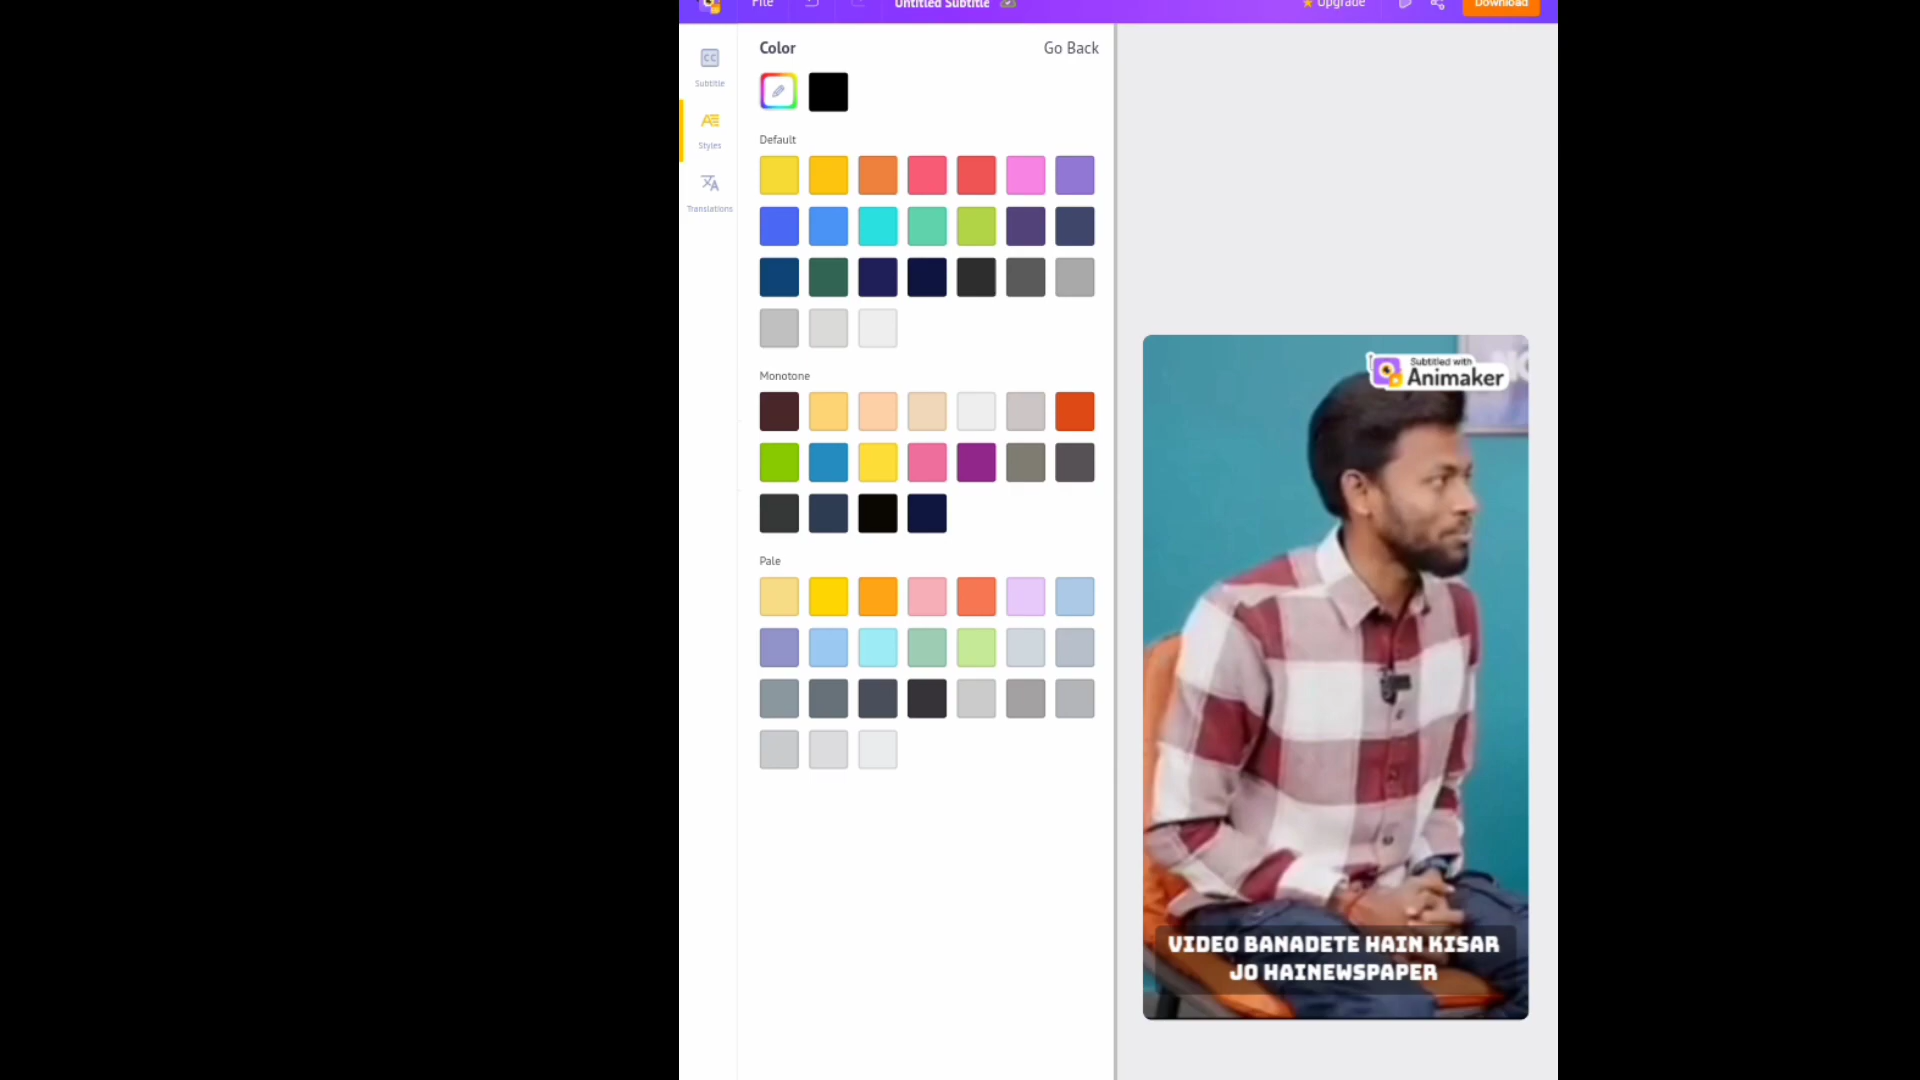 File
Untitled Subtitle
Upgrade
Download
CC
Subtitle
Styles
Translations
Color
Go Back
Default
Monotone
Pale
Subtitled with
Animaker
VIDEO BANADETE HAIN KISAR
JO HAINEWSPAPER